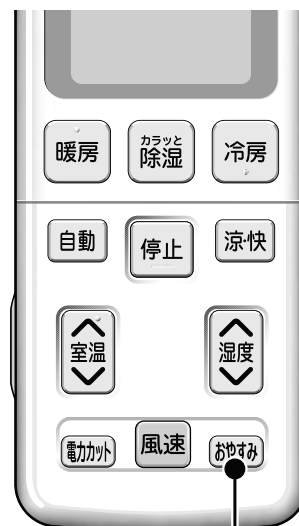 暖房
カラッと
除湿
冷房
自動
停止
涼快
室温
湿度
電力カット
風速
おやすみ